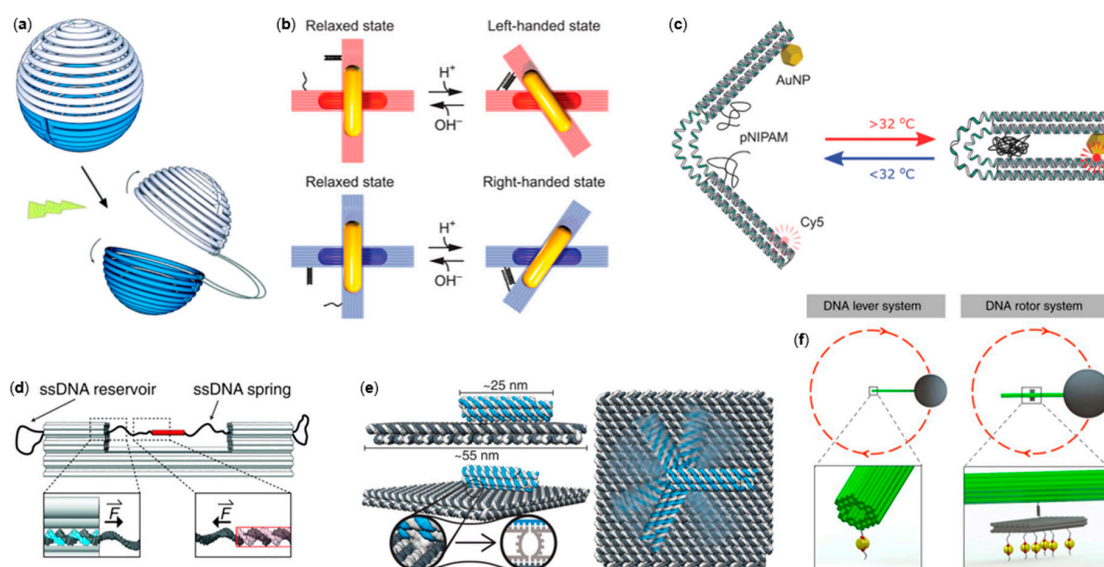 (a)
(b)
Relaxed state
Left-handed state
H⁺
OH⁻
Relaxed state
Right-handed state
H⁺
OH⁻
(c)
AuNP
pNIPAM
>32 °C
<32 °C
Cy5
(d)
ssDNA reservoir
ssDNA spring
F
F
(e)
~25 nm
~55 nm
(f)
DNA lever system
DNA rotor system